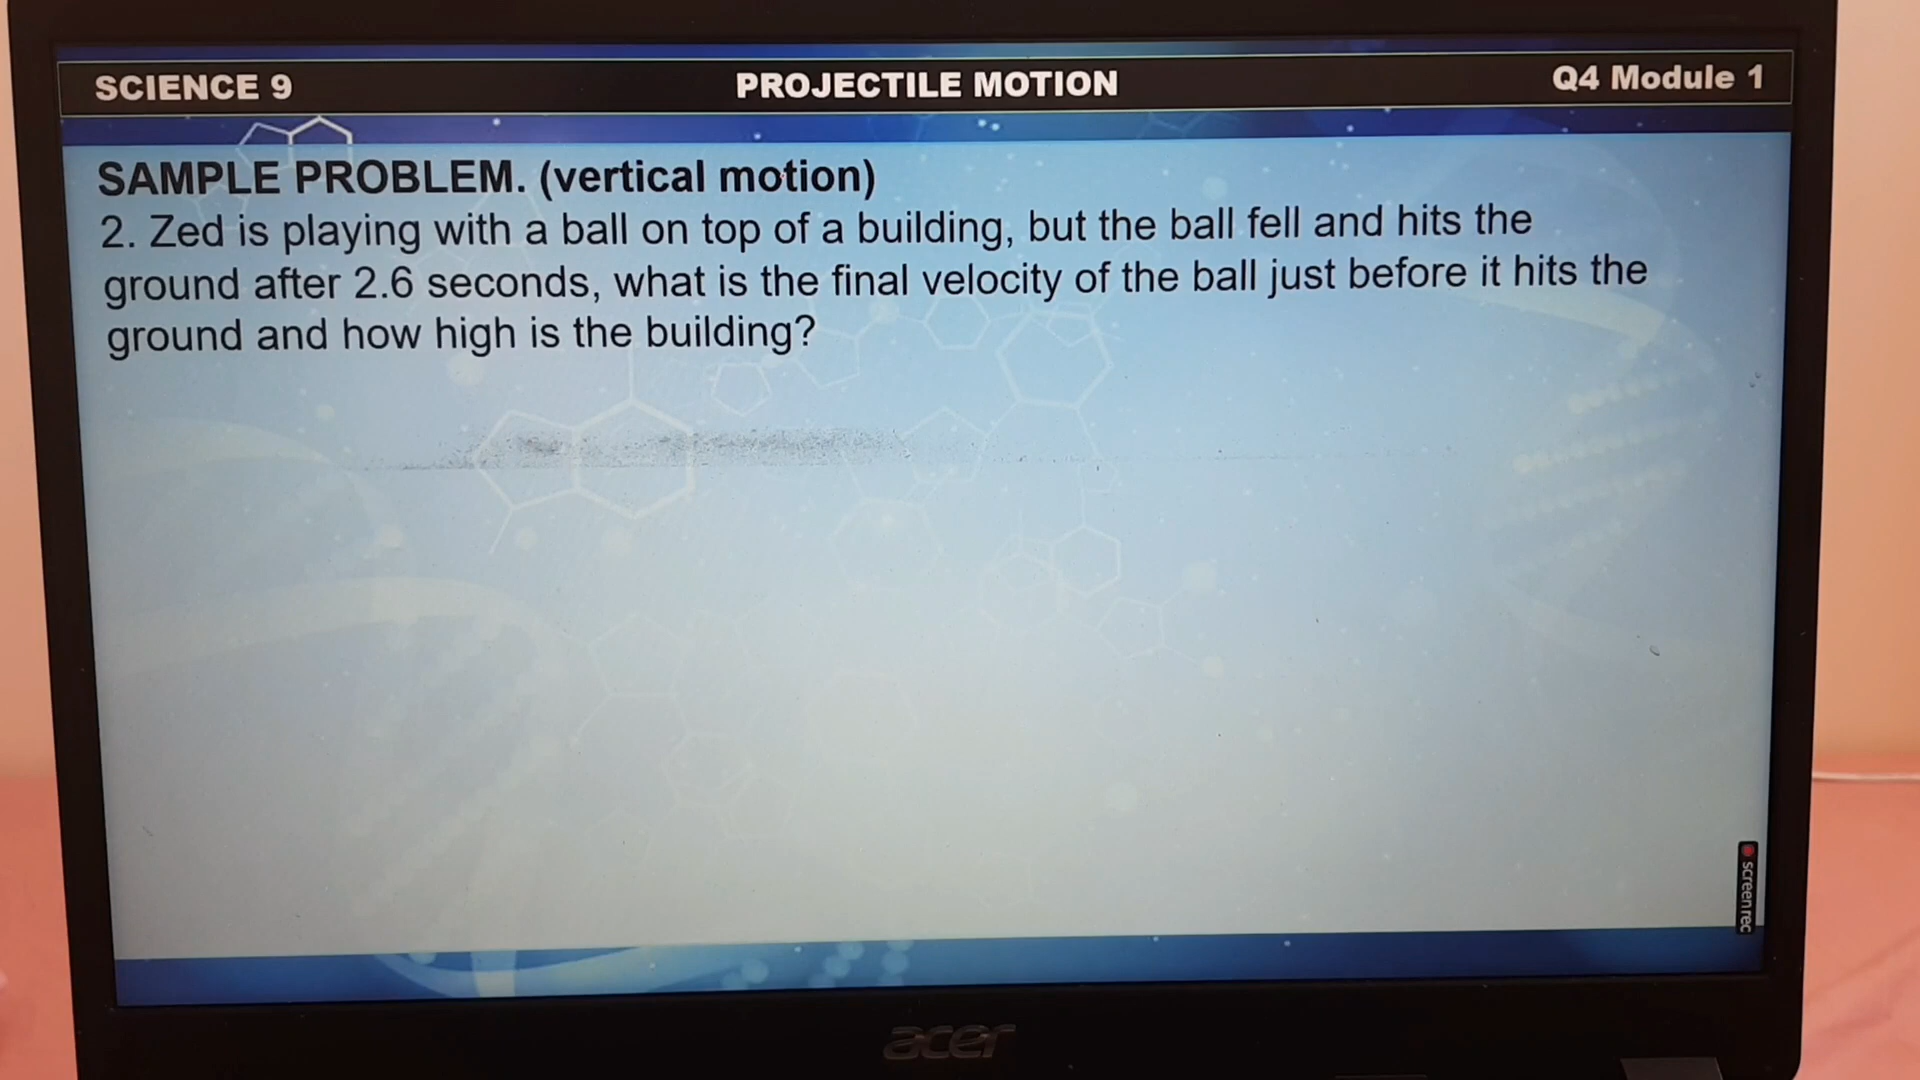 SCIENCE 9
PROJECTILE MOTION
Q4 Module 1
SAMPLE PROBLEM. (vertical motion)
2. Zed is playing with a ball on top of a building, but the ball fell and hits the
ground after 2.6 seconds, what is the final velocity of the ball just before it hits the
ground and how high is the building?
screen rec
acer